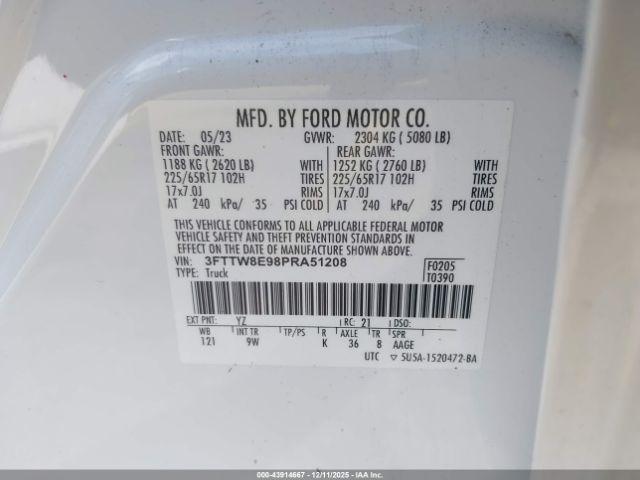 MFD. BY FORD MOTOR CO.
DATE: 05/23 GVWR: 2304 KG ( 5080 LB)
FRONT GAWR: REAR GAWR:
1188 KG ( 2620 LB) WITH 1252 KG ( 2760 LB) WITH
225/65R17 102H TIRES 225/65R17 102H TIRES
17x7.0J RIMS 17x7.0J RIMS
AT 240 kPa/ 35 PSI COLD AT 240 kPa/ 35 PSI COLD
THIS VEHICLE CONFORMS TO ALL APPLICABLE FEDERAL MOTOR
VEHICLE SAFETY AND THEFT PREVENTION STANDARDS IN
EFFECT ON THE DATE OF MANUFACTURE SHOWN ABOVE.
VIN: 3FTTW8E98PRA51208 F0205
TYPE: Truck T0390
EXT PNT: YZ RC: 21 DSO:
WB INT TR TP/PS R AXLE TR SPR
121 9W K 36 8 AAGE
UTC ▽ 5U5A-1520472-BA
000-43914667 - 12/11/2025 - IAAI.COM